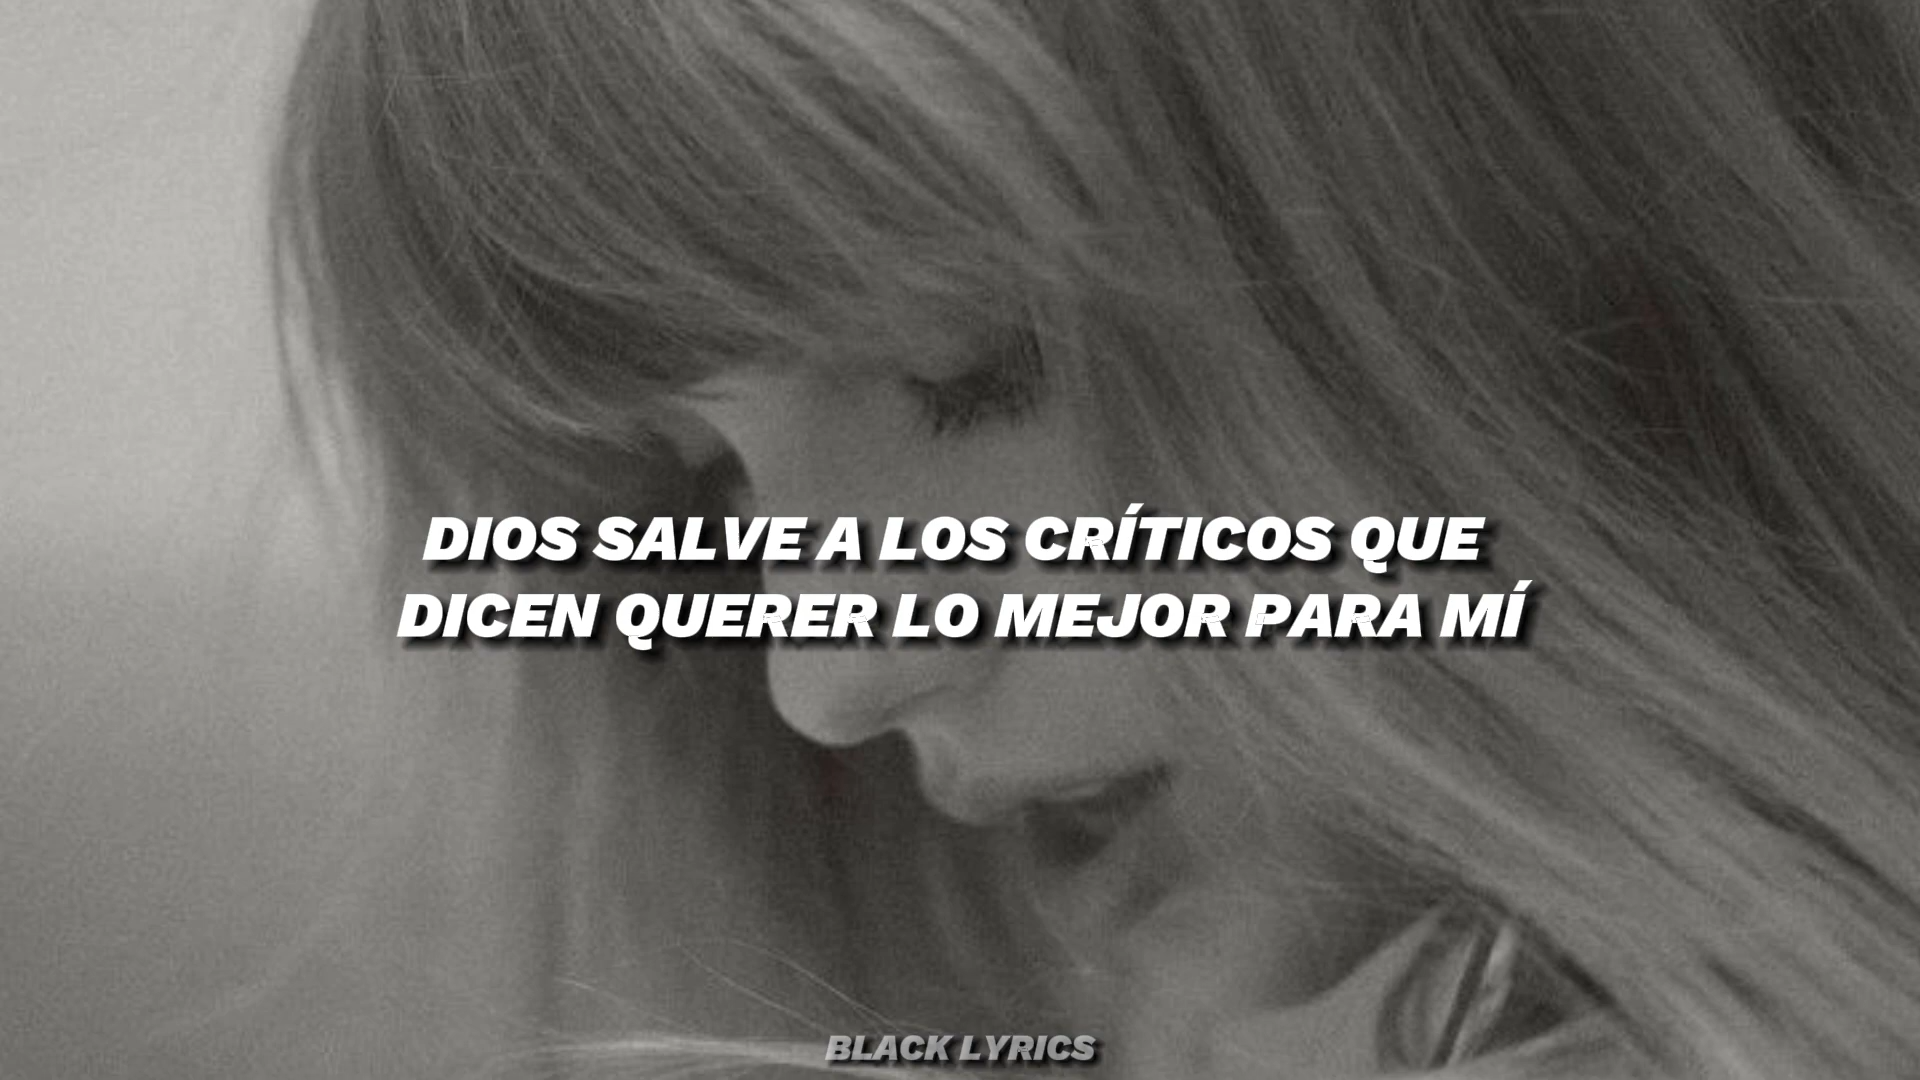 DIOS SALVE A LOS CRÍTICOS QUE
DICEN QUERER LO MEJOR PARA MÍ
BLACK LYRICS